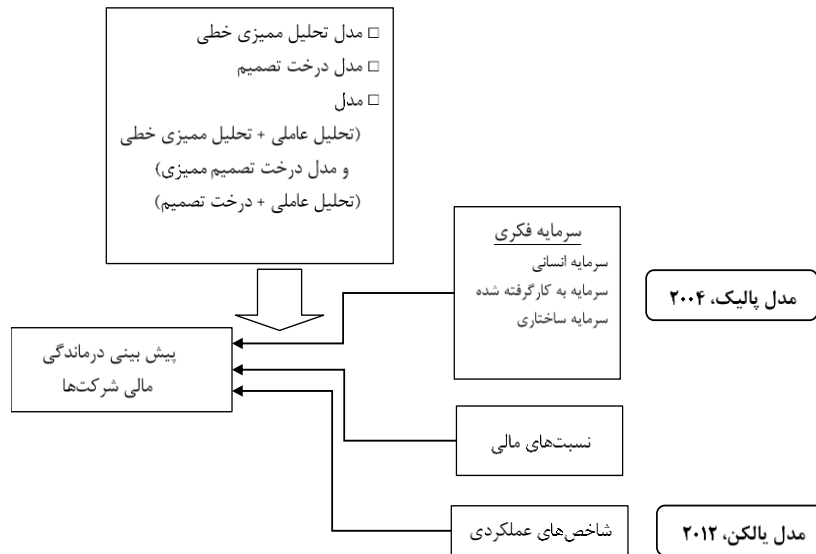 □ مدل تحلیل ممیزی خطی
□ مدل درخت تصمیم
□ مدل
(تحلیل عاملی + تحلیل ممیزی خطی
و مدل درخت تصمیم ممیزی)
(تحلیل عاملی + درخت تصمیم)
سرمایه فکری
سرمایه انسانی
سرمایه به کارگرفته شده
سرمایه ساختاری
مدل پالیک، ۲۰۰۴
پیش بینی درماندگی
مالی شرکت‌ها
نسبت‌های مالی
شاخص‌های عملکردی
مدل یالکن، ۲۰۱۲